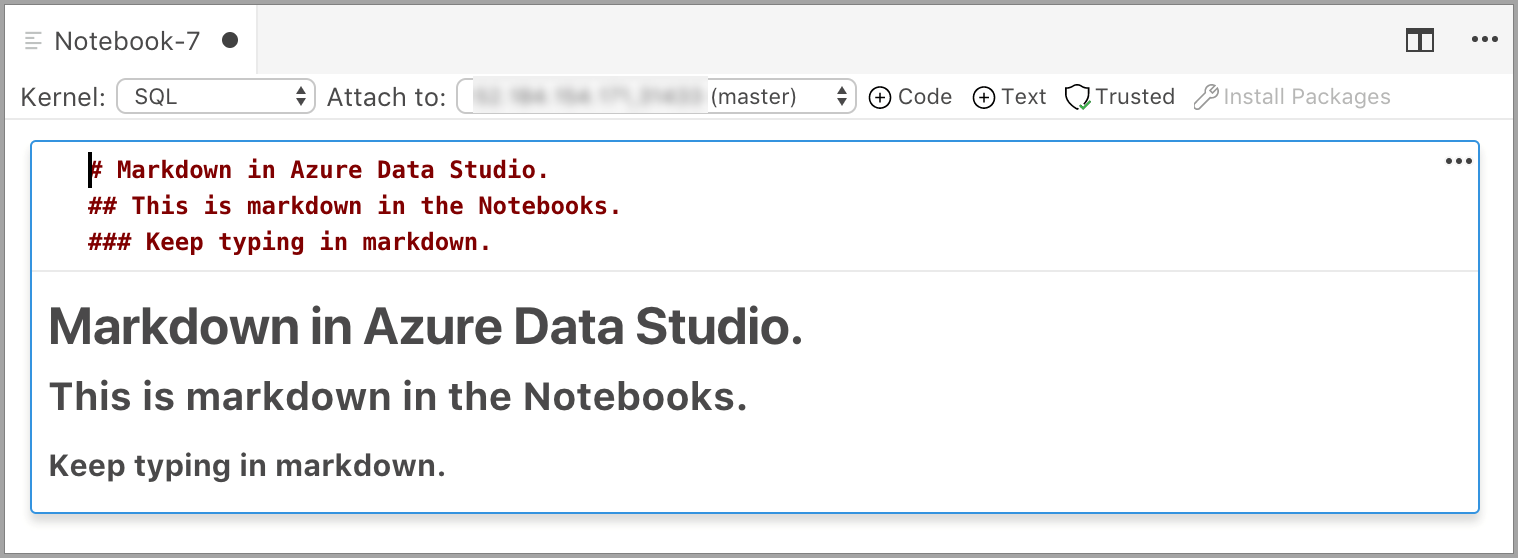 Notebook-7
Kernel: SQL Attach to: (master) Code Text Trusted Install Packages
# Markdown in Azure Data Studio.
## This is markdown in the Notebooks.
### Keep typing in markdown.
Markdown in Azure Data Studio.
This is markdown in the Notebooks.
Keep typing in markdown.